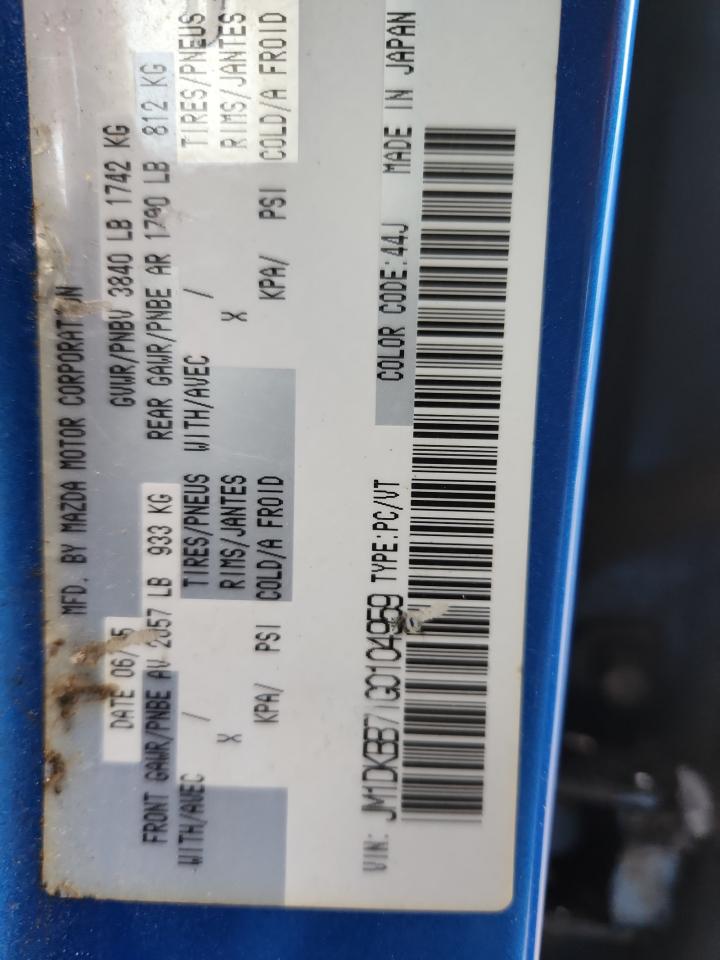 MFD. BY MAZDA MOTOR CORPORATION
DATE 06/15 GVWR/PNBV 3840 LB 1742 KG
FRONT GAWR/PNBE AV 2057 LB 933 KG REAR GAWR/PNBE AR 1790 LB 812 KG
WITH/AVEC / TIRES/PNEUS WITH/AVEC / TIRES/PNEUS
X RIMS/JANTES X RIMS/JANTES
KPA/ PSI COLD/A FROID KPA/ PSI COLD/A FROID
VIN: JM1DKBB71G0104959 TYPE:PC/VT COLOR CODE:44J MADE IN JAPAN